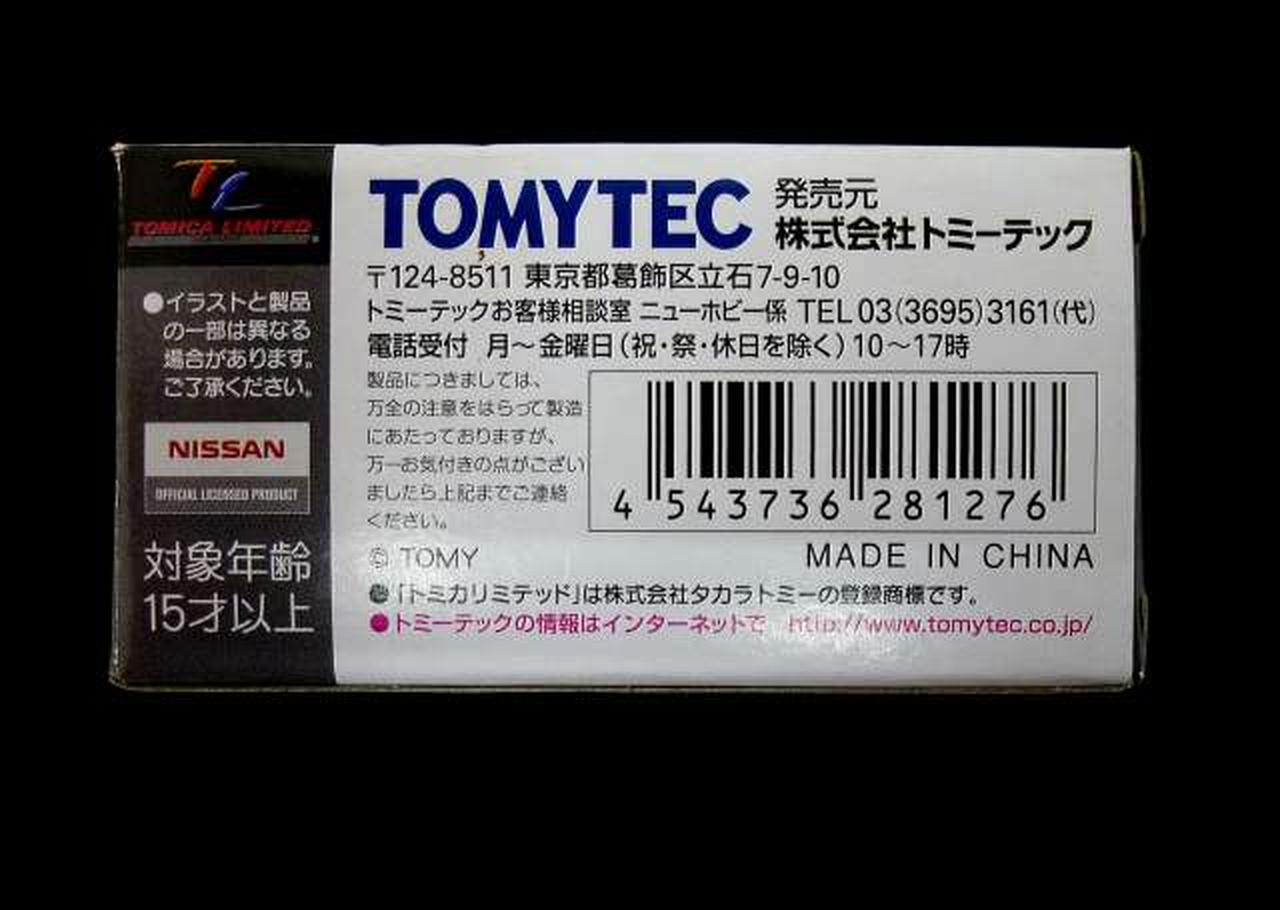 TL
TOMICA LIMITED
●イラストと製品
の一部は異なる
場合があります。
ご了承ください。
NISSAN
OFFICIAL LICENSED PRODUCT
対象年齢
15才以上
TOMYTEC
発売元
株式会社トミーテック
〒124-8511 東京都葛飾区立石7-9-10
トミーテックお客様相談室 ニューホビー係 TEL 03(3695)3161(代)
電話受付 月～金曜日(祝・祭・休日を除く)10～17時
製品につきましては、
万全の注意をはらって製造
にあたっておりますが、
万一お気付きの点がござい
ましたら上記までご連絡
ください。
4 543736 281276
© TOMY
MADE IN CHINA
●「トミカリミテッド」は株式会社タカラトミーの登録商標です。
●トミーテックの情報はインターネットで http://www.tomytec.co.jp/